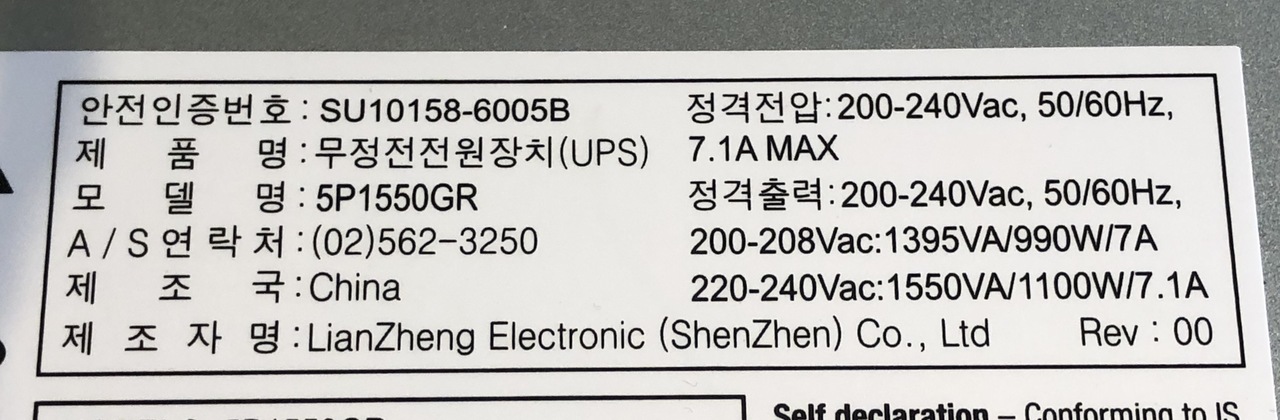 안전인증번호 : SU10158-6005B
제 품 명 : 무정전전원장치(UPS)
모 델 명 : 5P1550GR
A / S 연 락 처 : (02)562-3250
제 조 국 : China
제 조 자 명 : LianZheng Electronic (ShenZhen) Co., Ltd Rev : 00
정격전압: 200-240Vac, 50/60Hz,
7.1A MAX
정격출력: 200-240Vac, 50/60Hz,
200-208Vac:1395VA/990W/7A
220-240Vac:1550VA/1100W/7.1A
Self declaration – Conforming to IS